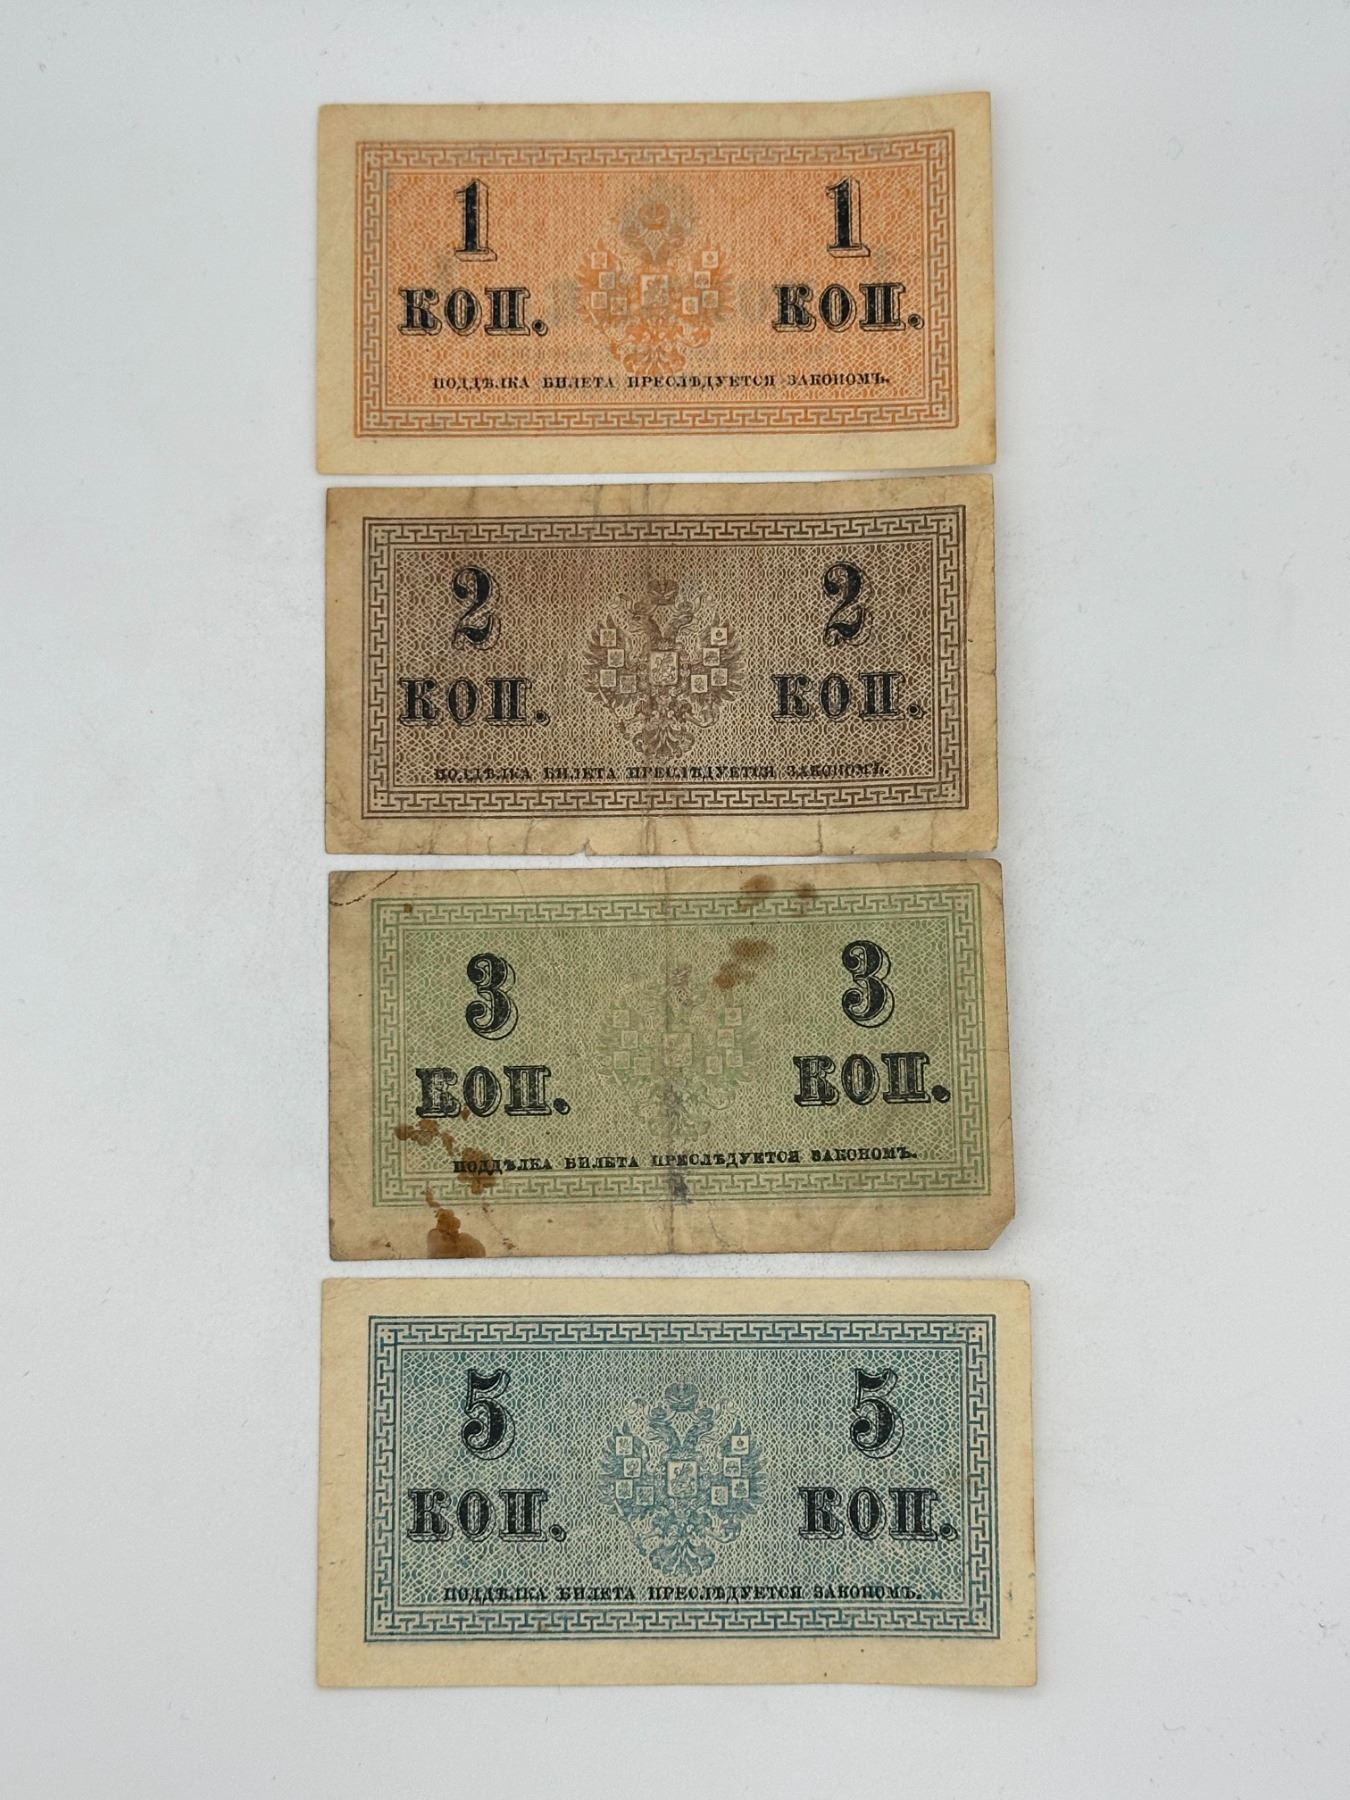 1 1
КОП. КОП.
ПОДДѢЛКА БИЛЕТА ПРЕСЛѢДУЕТСЯ ЗАКОНОМЪ.
2 2
КОП. КОП.
ПОДДѢЛКА БИЛЕТА ПРЕСЛѢДУЕТСЯ ЗАКОНОМЪ.
3 3
КОП. КОП.
ПОДДѢЛКА БИЛЕТА ПРЕСЛѢДУЕТСЯ ЗАКОНОМЪ.
5 5
КОП. КОП.
ПОДДѢЛКА БИЛЕТА ПРЕСЛѢДУЕТСЯ ЗАКОНОМЪ.